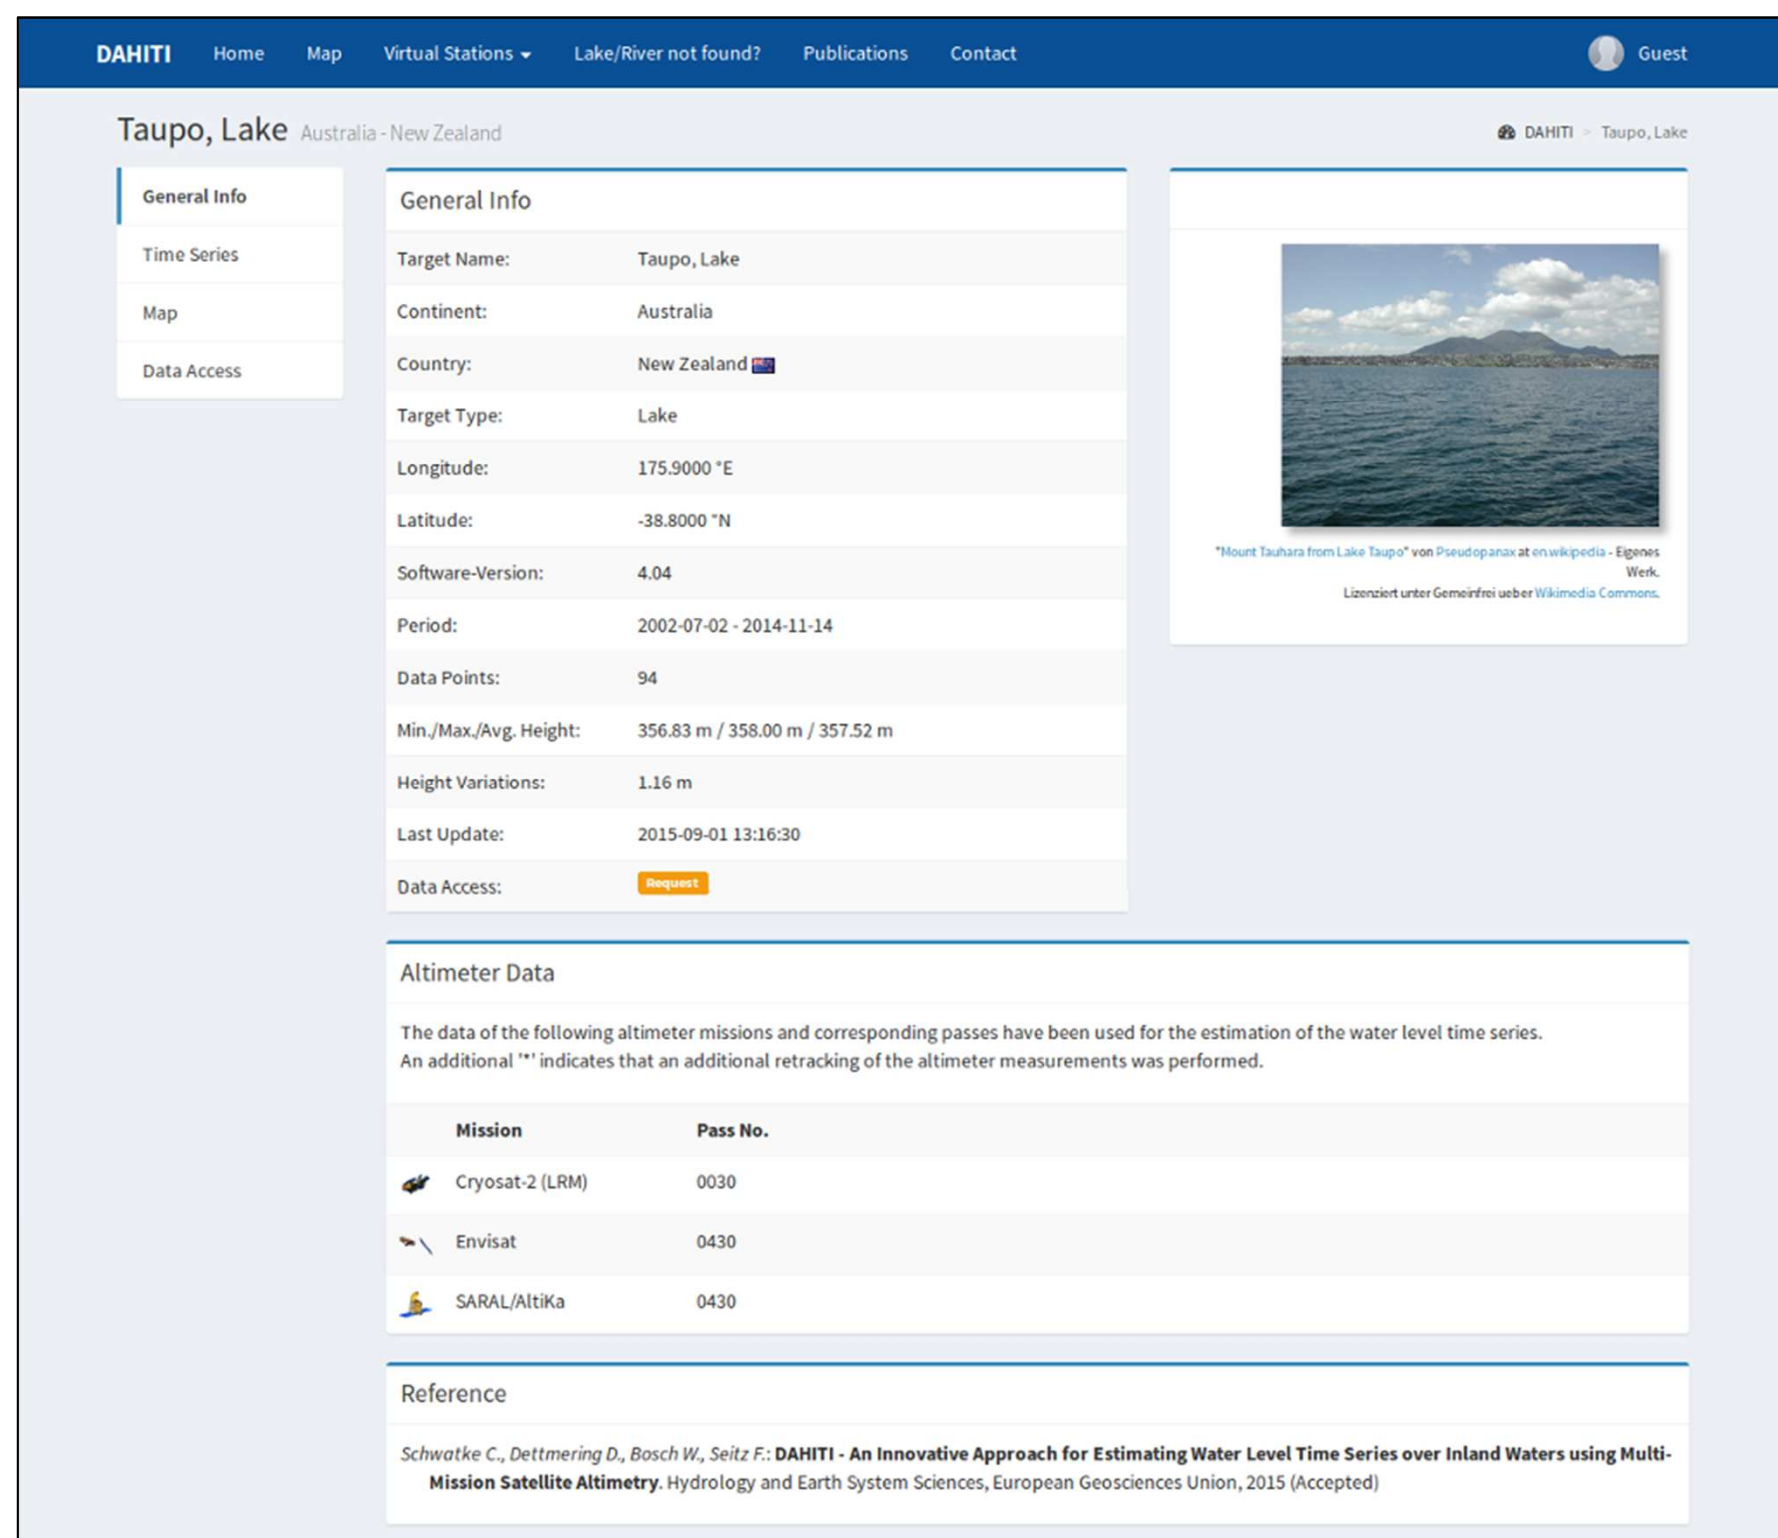 DAHITI Home Map Virtual Stations Lake/River not found? Publications Contact Guest
Taupo, Lake Australia - New Zealand
DAHITI > Taupo, Lake
General Info
Time Series
Map
Data Access
General Info
Target Name: Taupo, Lake
Continent: Australia
Country: New Zealand
Target Type: Lake
Longitude: 175.9000 °E
Latitude: -38.8000 °N
Software-Version: 4.04
Period: 2002-07-02 - 2014-11-14
Data Points: 94
Min./Max./Avg. Height: 356.83 m / 358.00 m / 357.52 m
Height Variations: 1.16 m
Last Update: 2015-09-01 13:16:30
Data Access: Request
"Mount Tauhara from Lake Taupo" von Pseudopanax at en.wikipedia - Eigenes
Werk.
Lizenziert unter Gemeinfrei ueber Wikimedia Commons.
Altimeter Data
The data of the following altimeter missions and corresponding passes have been used for the estimation of the water level time series.
An additional '*' indicates that an additional retracking of the altimeter measurements was performed.
Mission Pass No.
Cryosat-2 (LRM) 0030
Envisat 0430
SARAL/AltiKa 0430
Reference
Schwatke C., Dettmering D., Bosch W., Seitz F.: DAHITI - An Innovative Approach for Estimating Water Level Time Series over Inland Waters using Multi-
Mission Satellite Altimetry. Hydrology and Earth System Sciences, European Geosciences Union, 2015 (Accepted)